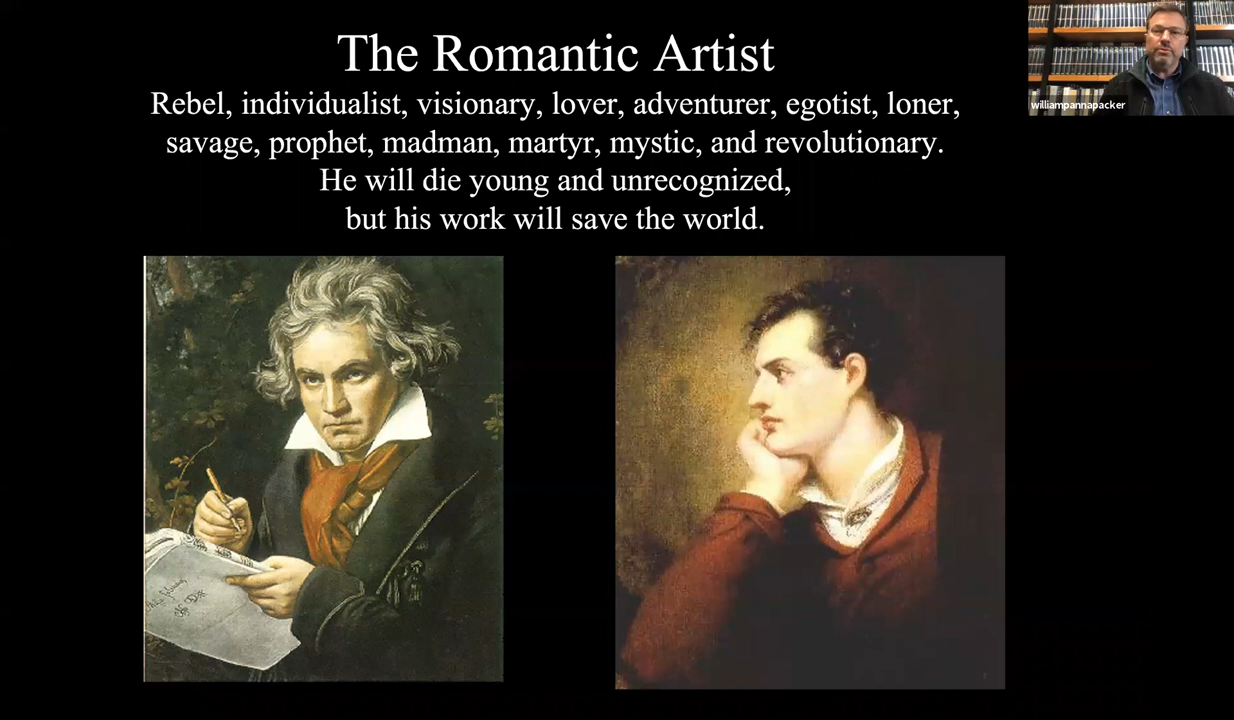 The Romantic Artist
Rebel, individualist, visionary, lover, adventurer, egotist, loner,
savage, prophet, madman, martyr, mystic, and revolutionary.
He will die young and unrecognized,
but his work will save the world.
williampannapacker